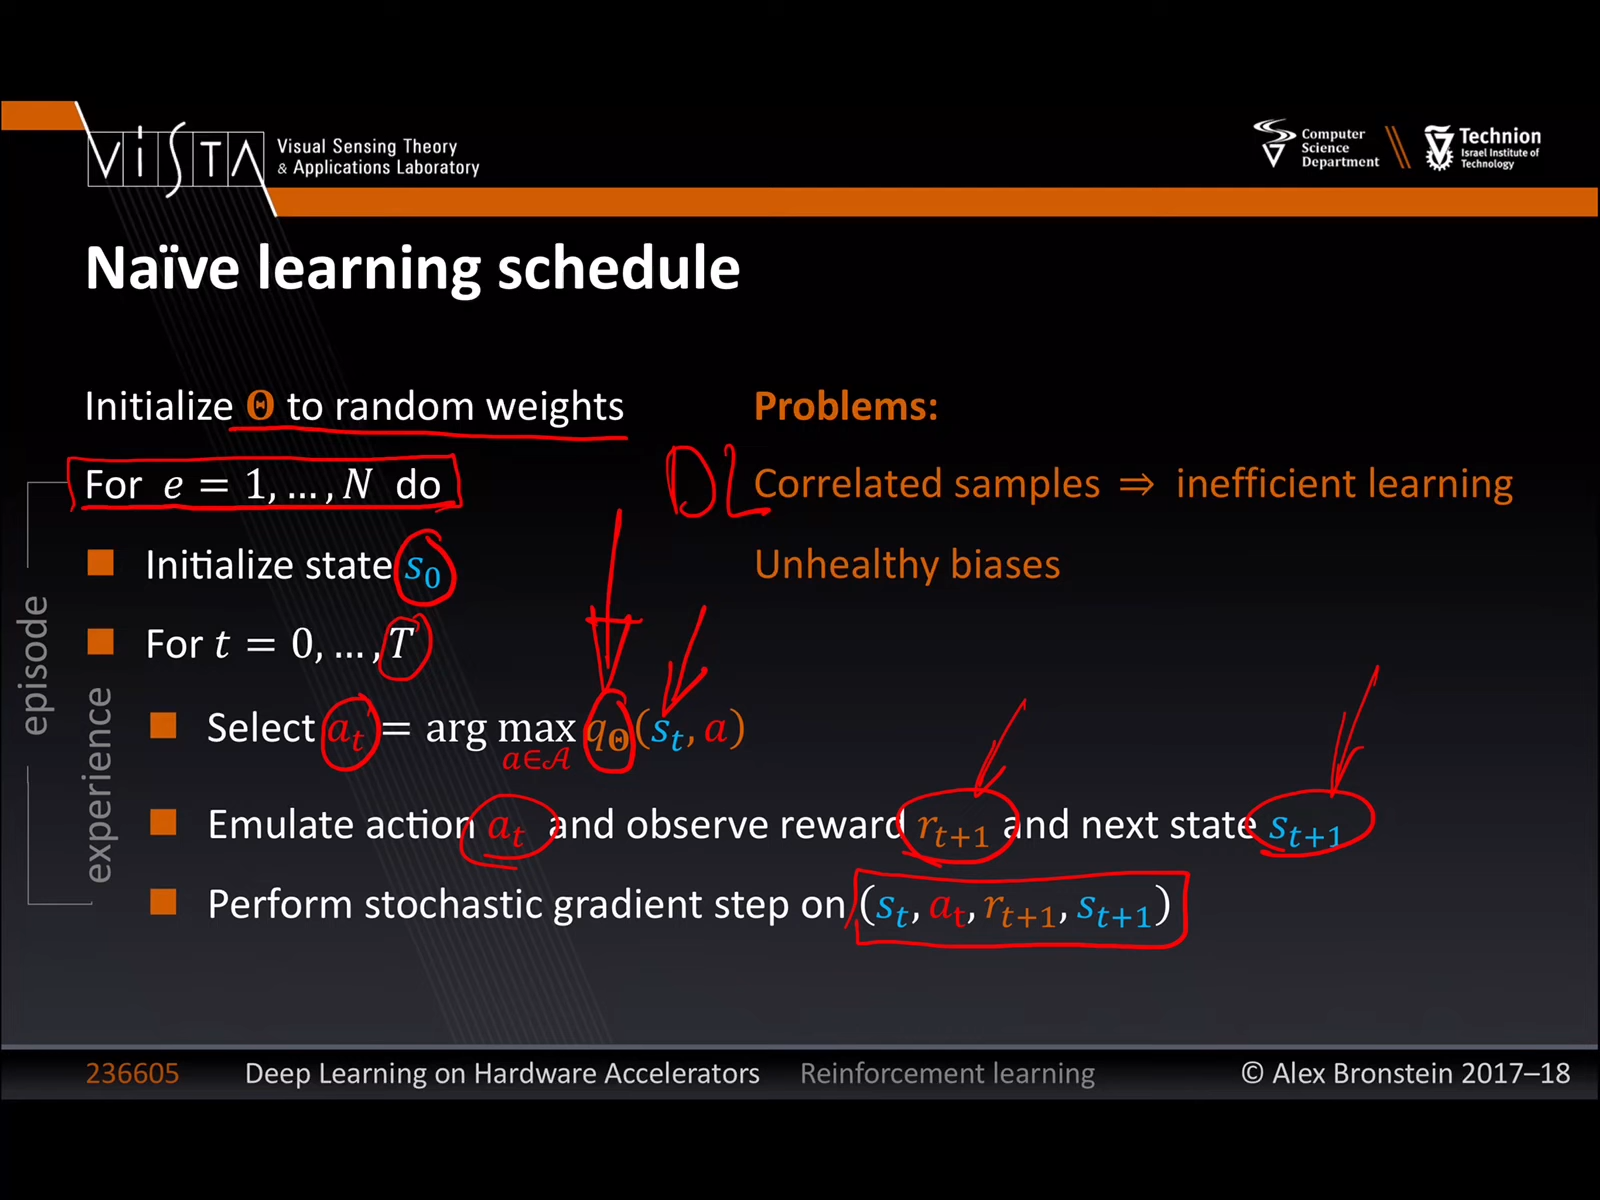 ViSTA
Visual Sensing Theory
& Applications Laboratory
Computer
Science
Department
Technion
Israel Institute of
Technology
Naïve learning schedule
Initialize Θ to random weights
Problems:
For e = 1, … , N do
DL
Correlated samples ⇒ inefficient learning
Initialize state s₀
Unhealthy biases
For t = 0, … , T
episode
experience
Select aₜ = arg max q_Θ(sₜ, a)
a∈𝒜
Emulate action aₜ and observe reward rₜ₊₁ and next state sₜ₊₁
Perform stochastic gradient step on (sₜ, aₜ, rₜ₊₁, sₜ₊₁)
236605 Deep Learning on Hardware Accelerators Reinforcement learning © Alex Bronstein 2017–18